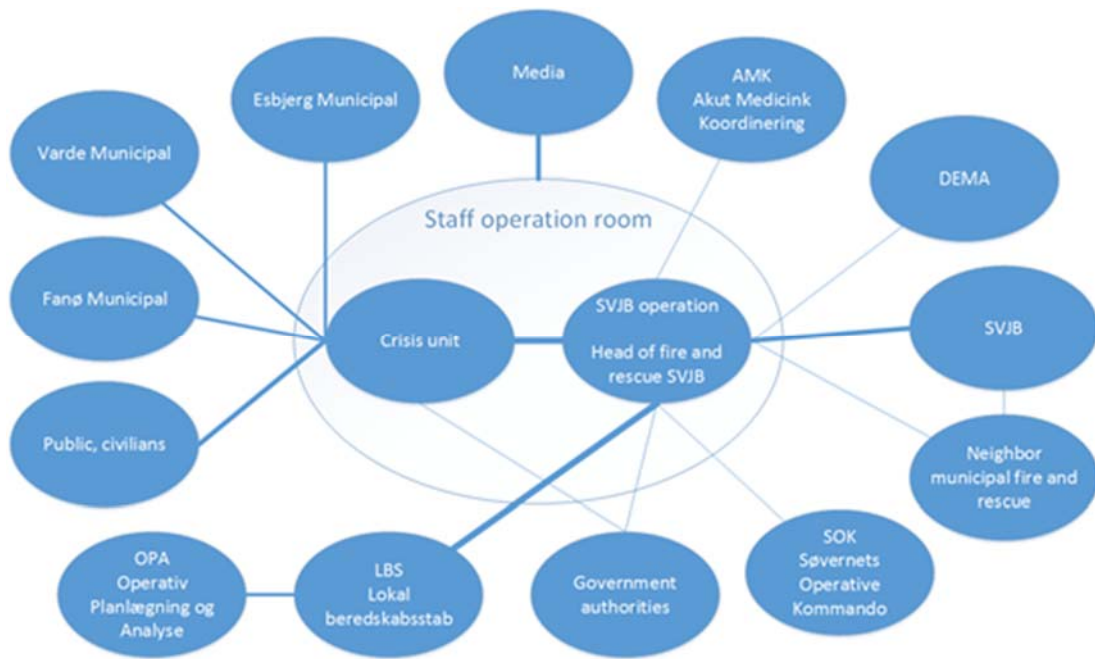 Media
AMK
Akut Medicink
Koordinering
Esbjerg Municipal
Varde Municipal
DEMA
Staff operation room
Fanø Municipal
Crisis unit
SVJB operation
Head of fire and
rescue SVJB
SVJB
Public, civilians
Neighbor
municipal fire and
rescue
OPA
Operativ
Planlægning og
Analyse
LBS
Lokal
beredskabsstab
Government
authorities
SOK
Søvernets
Operative
Kommando